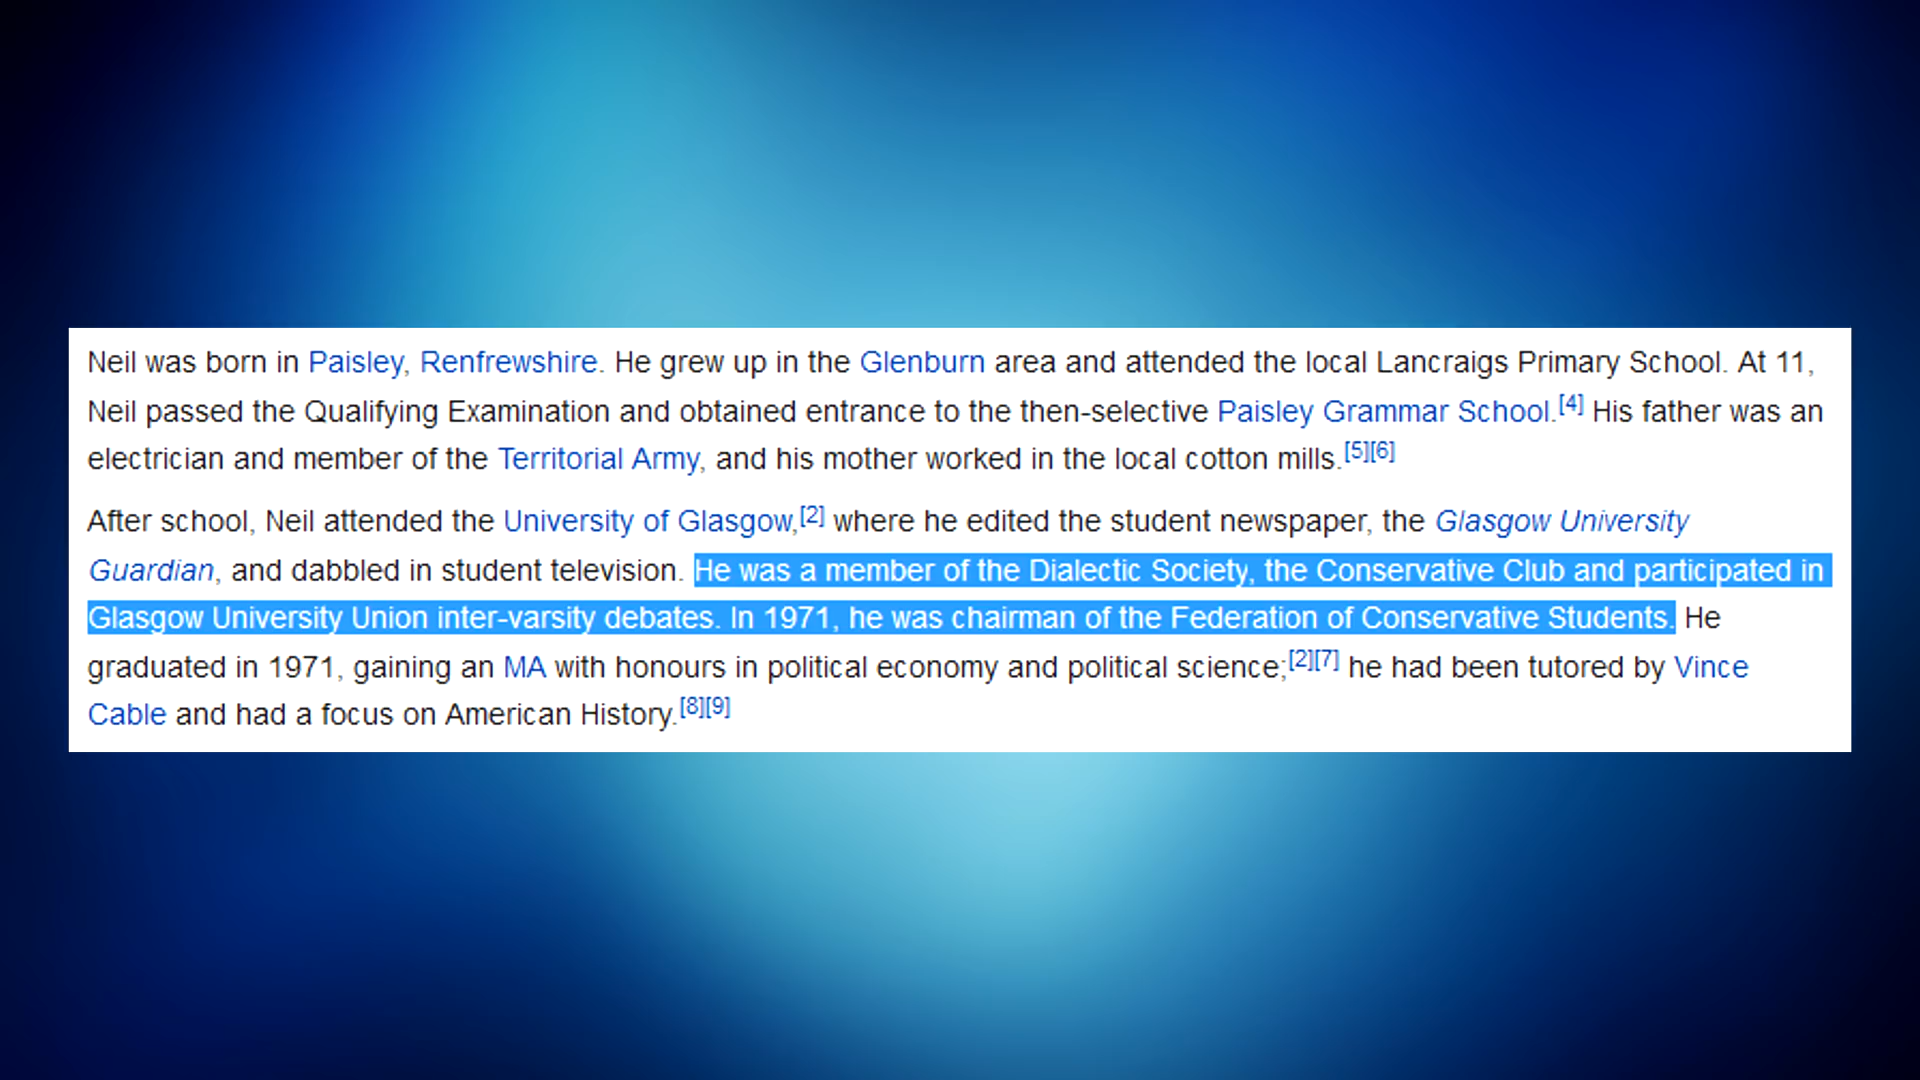 Neil was born in Paisley, Renfrewshire. He grew up in the Glenburn area and attended the local Lancraigs Primary School. At 11,
Neil passed the Qualifying Examination and obtained entrance to the then-selective Paisley Grammar School.[4] His father was an
electrician and member of the Territorial Army, and his mother worked in the local cotton mills.[5][6]
After school, Neil attended the University of Glasgow,[2] where he edited the student newspaper, the Glasgow University
Guardian, and dabbled in student television. He was a member of the Dialectic Society, the Conservative Club and participated in
Glasgow University Union inter-varsity debates. In 1971, he was chairman of the Federation of Conservative Students. He
graduated in 1971, gaining an MA with honours in political economy and political science;[2][7] he had been tutored by Vince
Cable and had a focus on American History.[8][9]